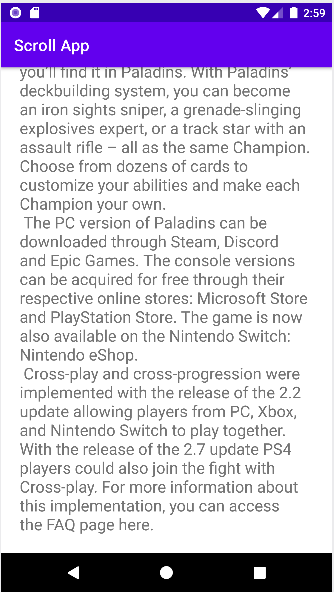 2:59
Scroll App
you'll find it in Paladins. With Paladins'
deckbuilding system, you can become
an iron sights sniper, a grenade-slinging
explosives expert, or a track star with an
assault rifle – all as the same Champion.
Choose from dozens of cards to
customize your abilities and make each
Champion your own.
The PC version of Paladins can be
downloaded through Steam, Discord
and Epic Games. The console versions
can be acquired for free through their
respective online stores: Microsoft Store
and PlayStation Store. The game is now
also available on the Nintendo Switch:
Nintendo eShop.
Cross-play and cross-progression were
implemented with the release of the 2.2
update allowing players from PC, Xbox,
and Nintendo Switch to play together.
With the release of the 2.7 update PS4
players could also join the fight with
Cross-play. For more information about
this implementation, you can access
the FAQ page here.